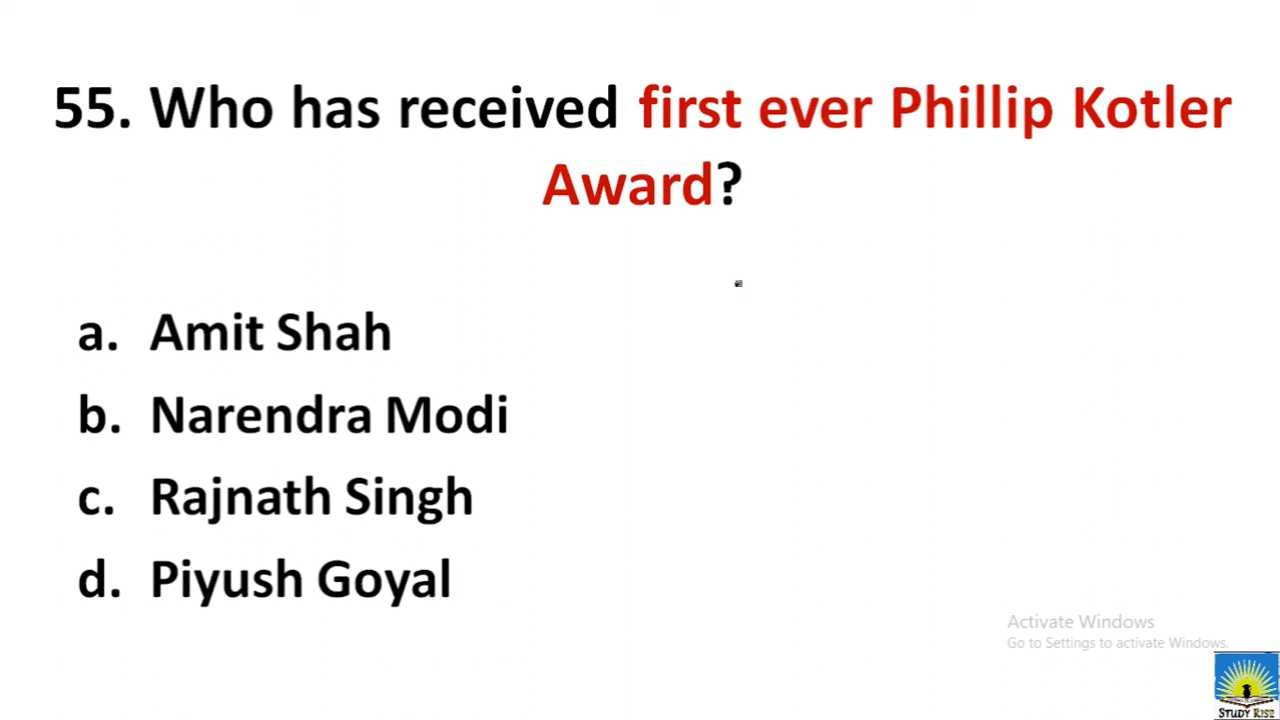 55. Who has received first ever Phillip Kotler
Award?
a. Amit Shah
b. Narendra Modi
c. Rajnath Singh
d. Piyush Goyal
Activate Windows
Go to Settings to activate Windows.
STUDY RISE